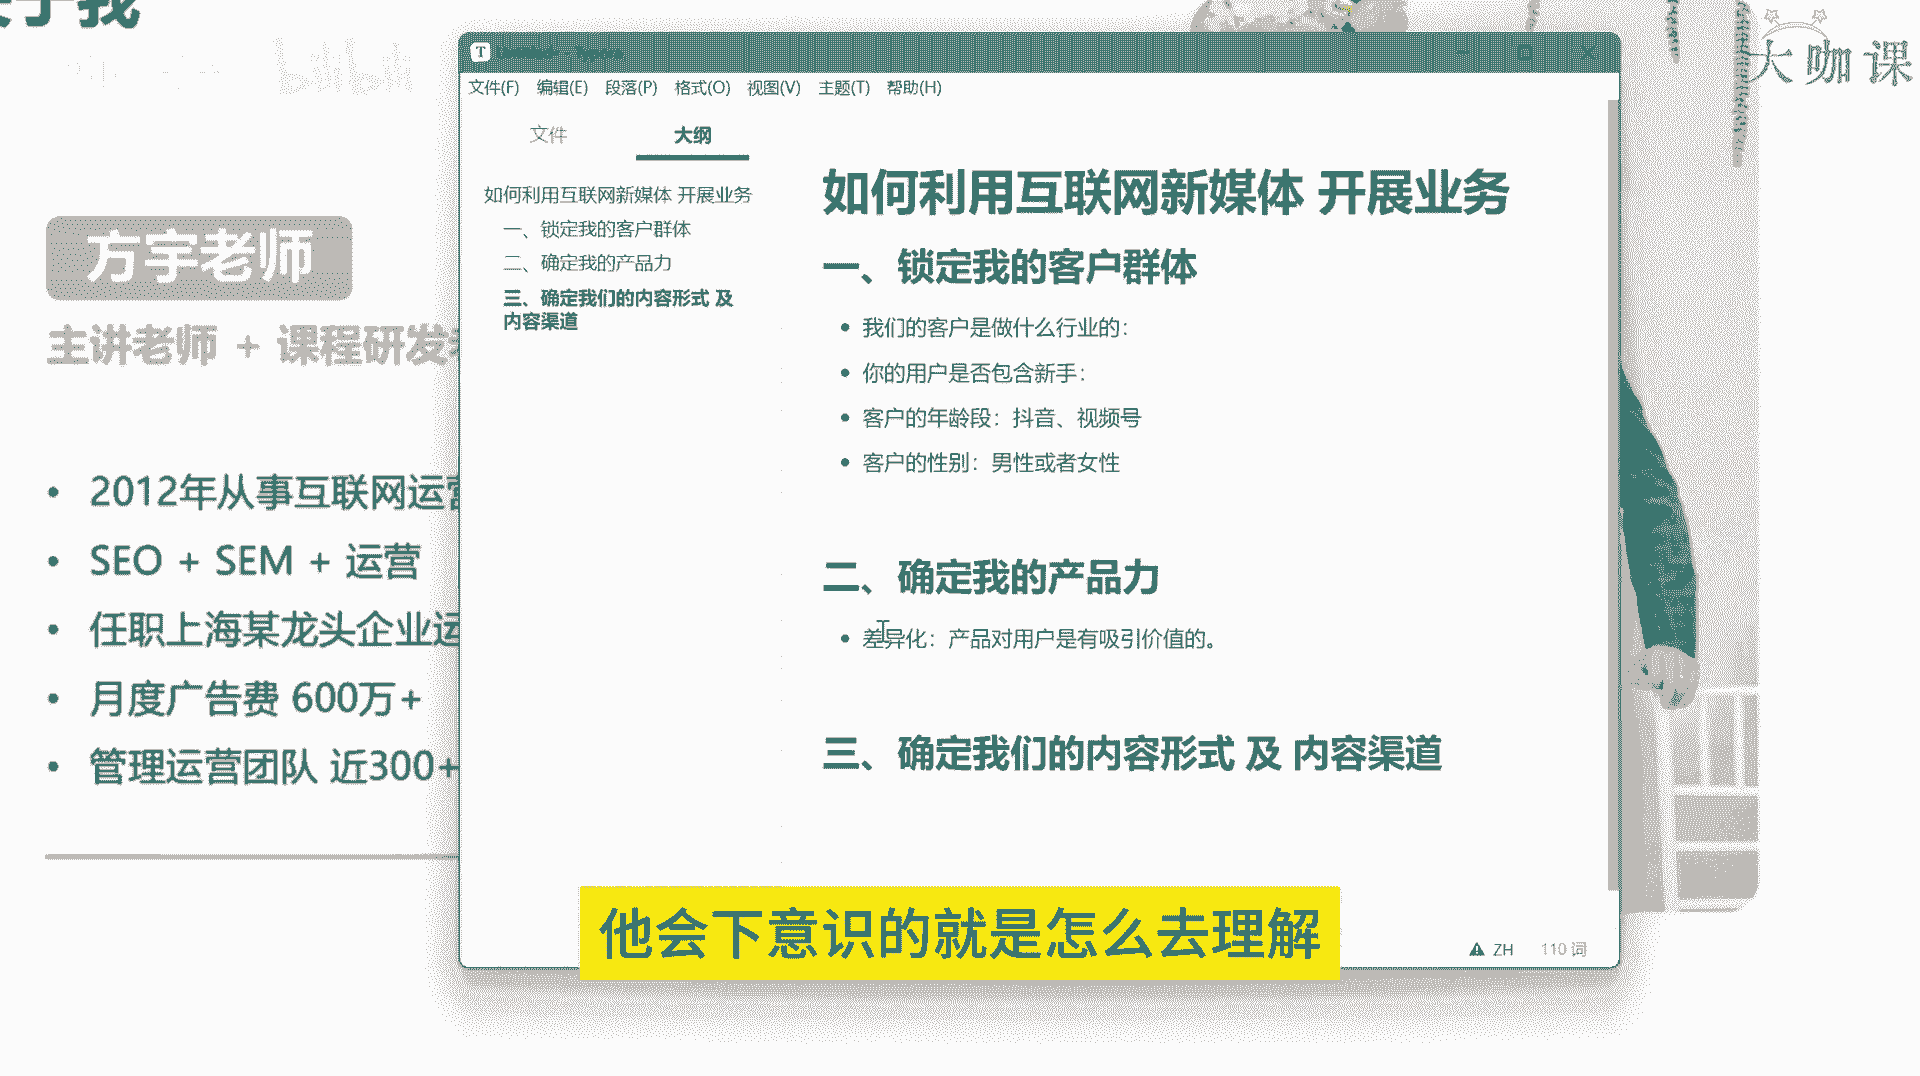 关于我
bilibili
大咖课
方宇老师
主讲老师 + 课程研发
2012年从事互联网运营
SEO + SEM + 运营
任职上海某龙头企业运
月度广告费 600万+
管理运营团队 近300+
T
文件(F) 编辑(E) 段落(P) 格式(O) 视图(V) 主题(T) 帮助(H)
文件 大纲
如何利用互联网新媒体 开展业务
一、锁定我的客户群体
二、确定我的产品力
三、确定我们的内容形式 及
内容渠道
如何利用互联网新媒体 开展业务
一、锁定我的客户群体
我们的客户是做什么行业的：
你的用户是否包含新手：
客户的年龄段：抖音、视频号
客户的性别：男性或者女性
二、确定我的产品力
差异化：产品对用户是有吸引价值的。
三、确定我们的内容形式 及 内容渠道
ZH 110 词
他会下意识的就是怎么去理解